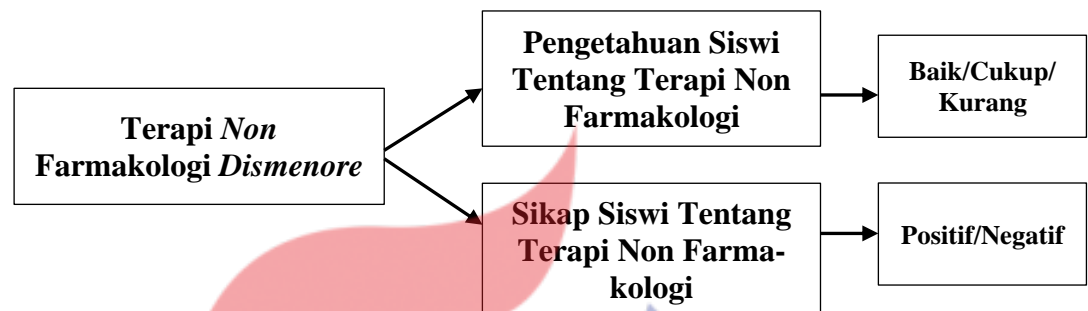 Terapi Non
Farmakologi Dismenore
Pengetahuan Siswi
Tentang Terapi Non
Farmakologi
Baik/Cukup/
Kurang
Sikap Siswi Tentang
Terapi Non Farma-
kologi
Positif/Negatif